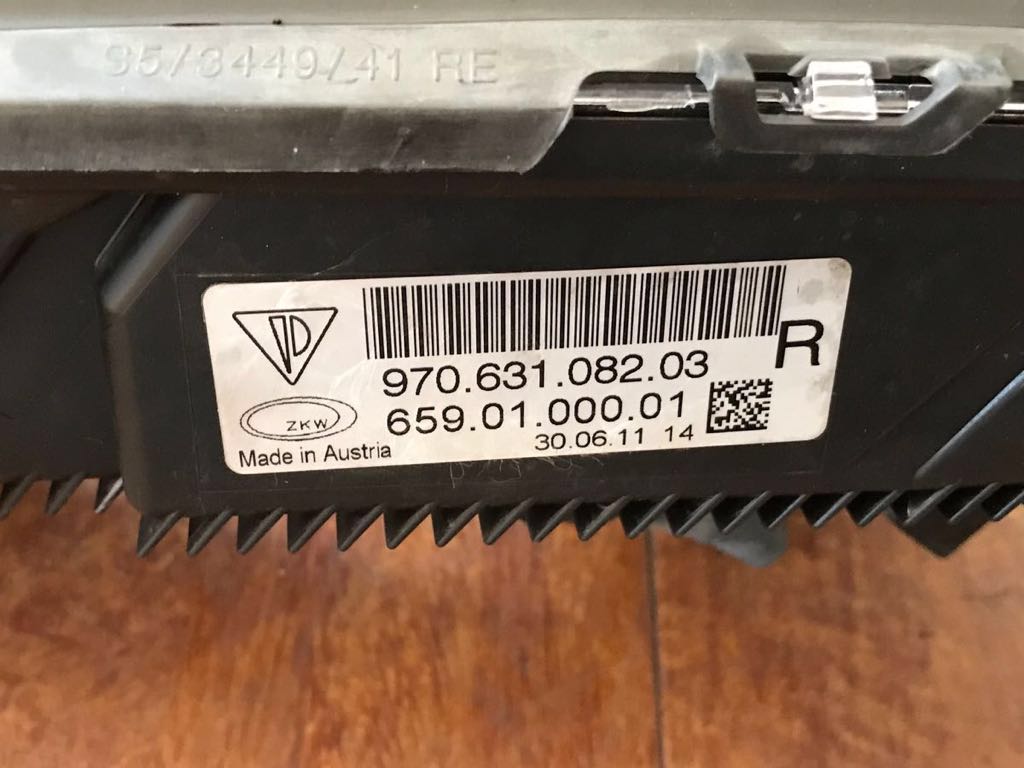 95/3449/41 RE
R
970.631.082.03
659.01.000.01
ZKW
30.06.11 14
Made in Austria